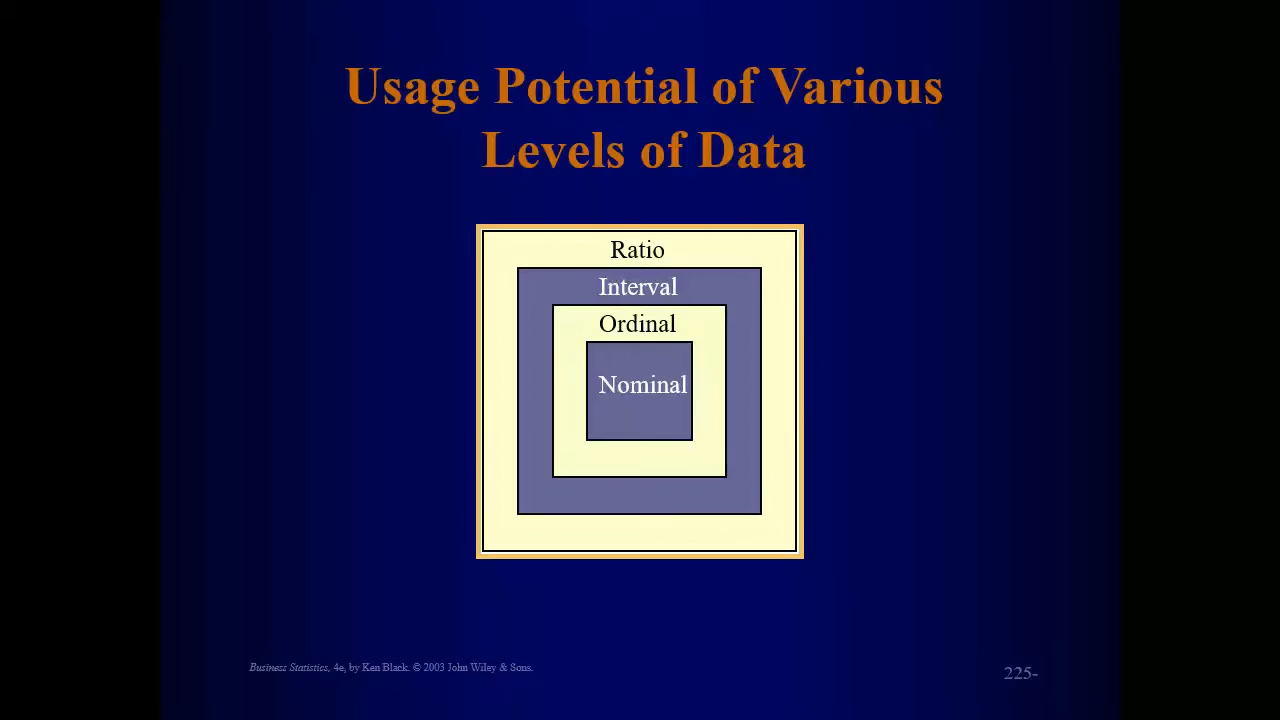 Usage Potential of Various
Levels of Data
Ratio
Interval
Ordinal
Nominal
Business Statistics, 4e, by Ken Black. © 2003 John Wiley & Sons.
225-